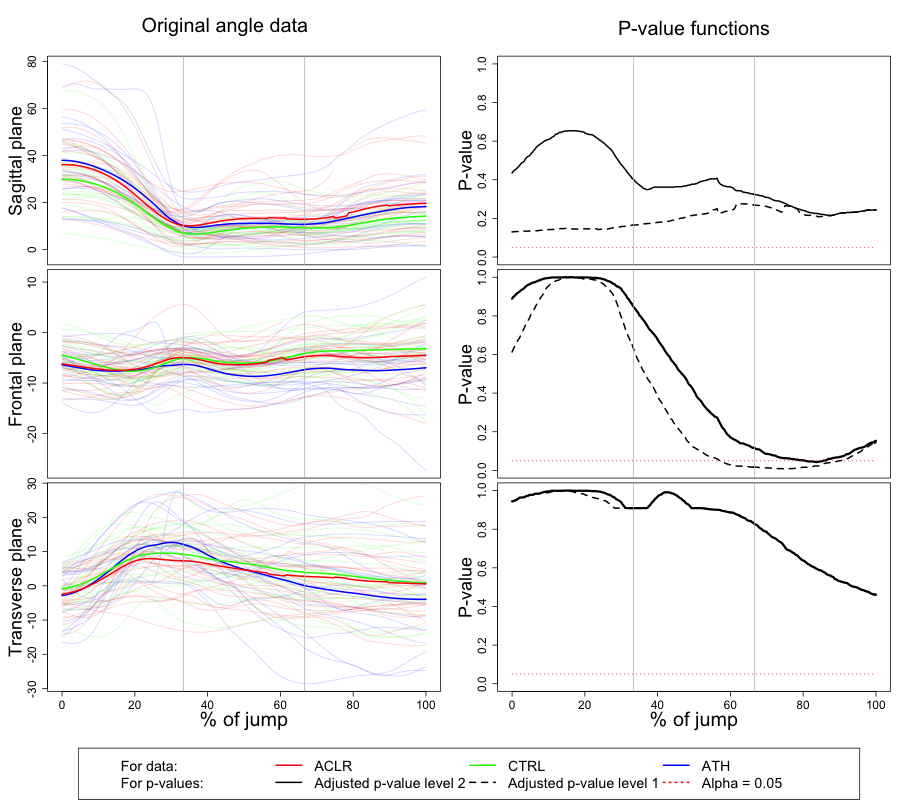 Original angle data
P-value functions
Sagittal plane
0 20 40 60 80
P-value
0.0 0.2 0.4 0.6 0.8 1.0
Frontal plane
20 10 0 10
P-value
0.0 0.2 0.4 0.6 0.8 1.0
Transverse plane
-30 -20 -10 0 10 20 30
P-value
0.0 0.2 0.4 0.6 0.8 1.0
0 20 40 60 80 100
0 20 40 60 80 100
% of jump
% of jump
For data: ACLR CTRL ATH
For p-values: Adjusted p-value level 2 Adjusted p-value level 1 Alpha = 0.05